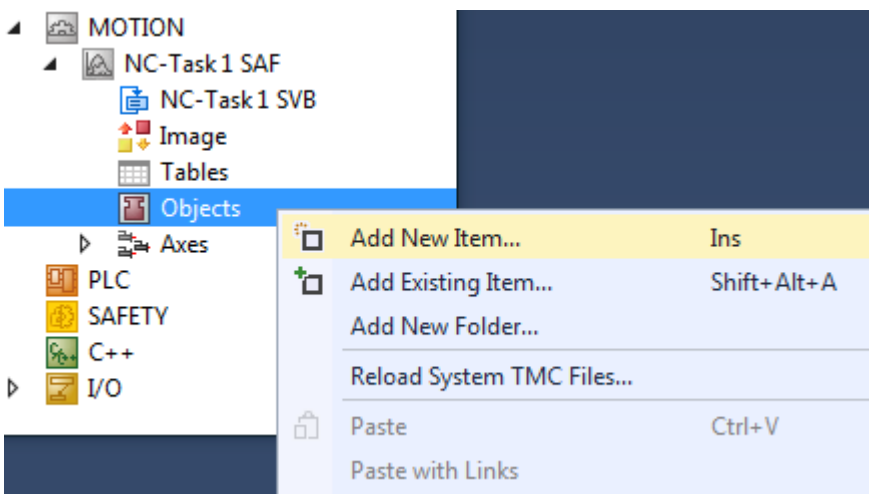 MOTION
NC-Task 1 SAF
NC-Task 1 SVB
Image
Tables
Objects
Add New Item... Ins
Axes
Add Existing Item... Shift+Alt+A
PLC
Add New Folder...
SAFETY
C++
Reload System TMC Files...
I/O
Paste Ctrl+V
Paste with Links